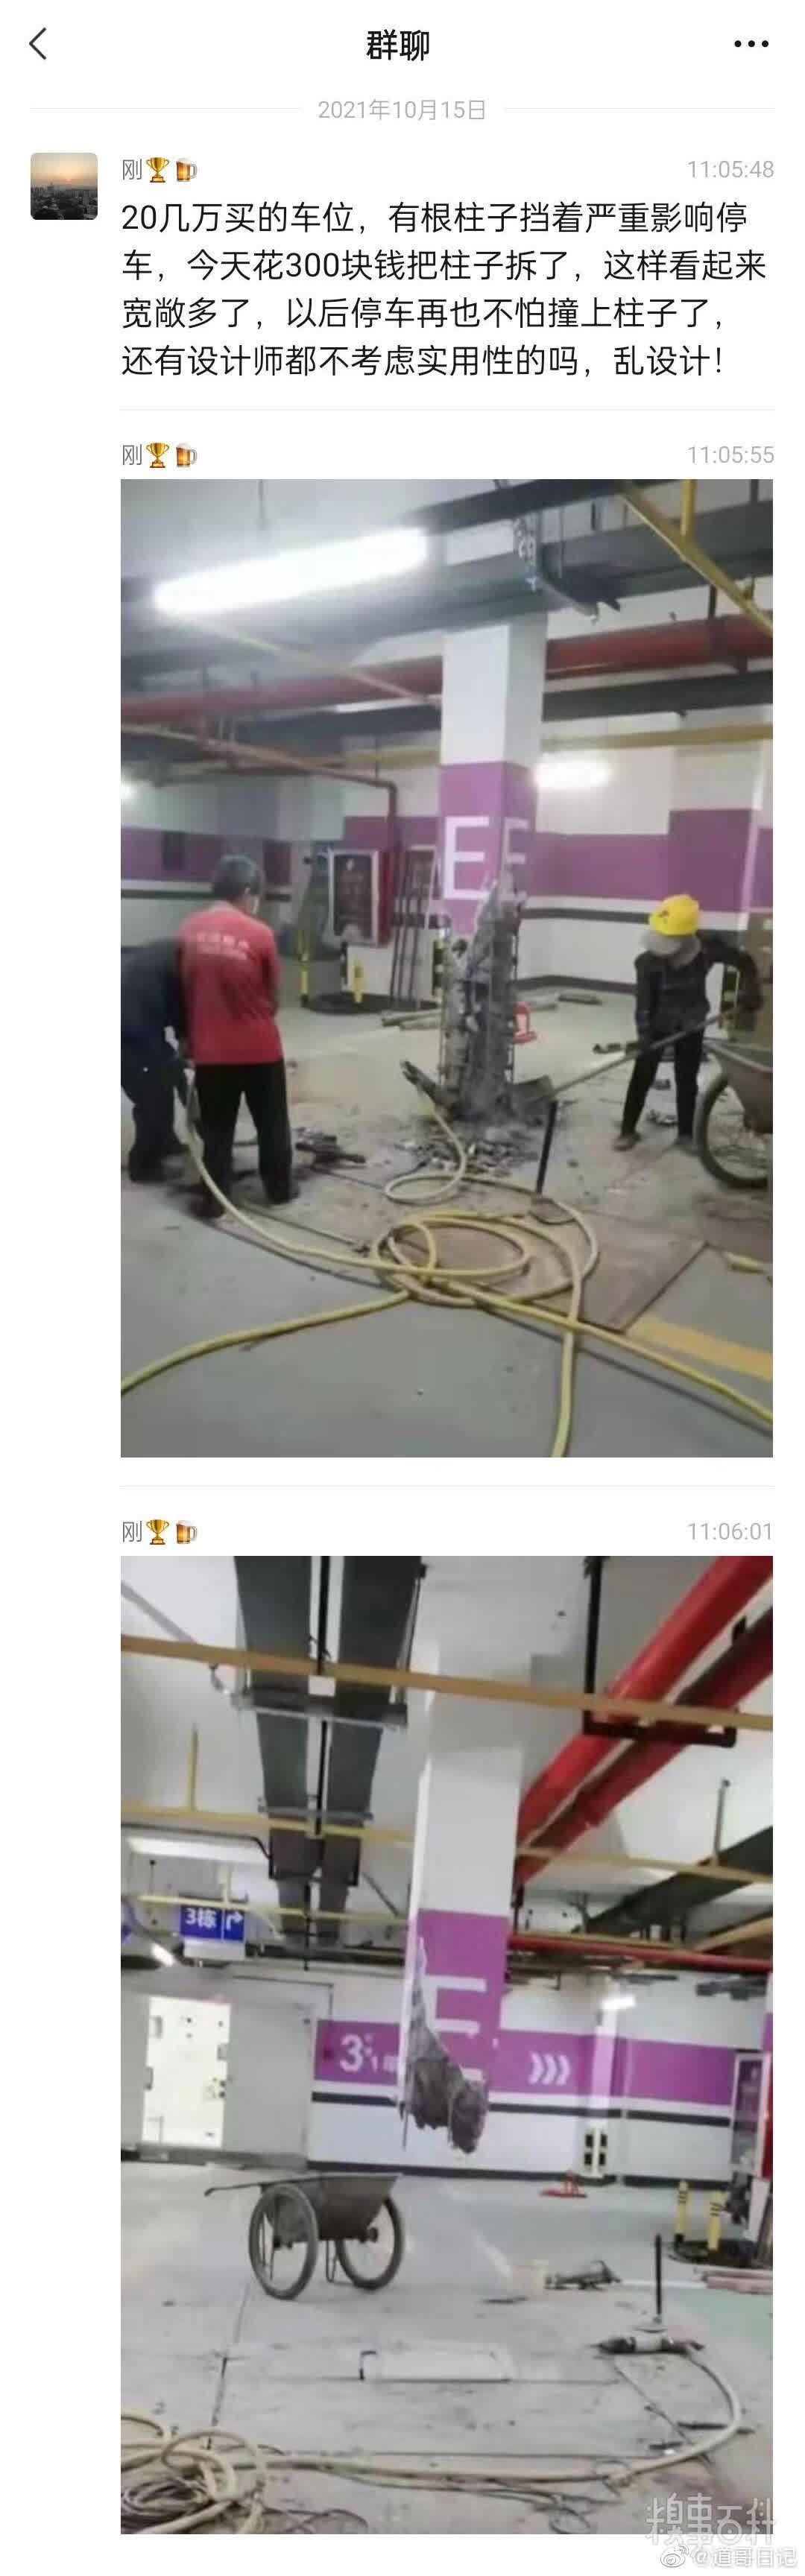 群聊
2021年10月15日
刚🏆🍺 11:05:48
20几万买的车位，有根柱子挡着严重影响停
车，今天花300块钱把柱子拆了，这样看起来
宽敞多了，以后停车再也不怕撞上柱子了，
还有设计师都不考虑实用性的吗，乱设计！
刚🏆🍺 11:05:55
E E
刚🏆🍺 11:06:01
3栋
E
3
糗事百科
@道哥日记